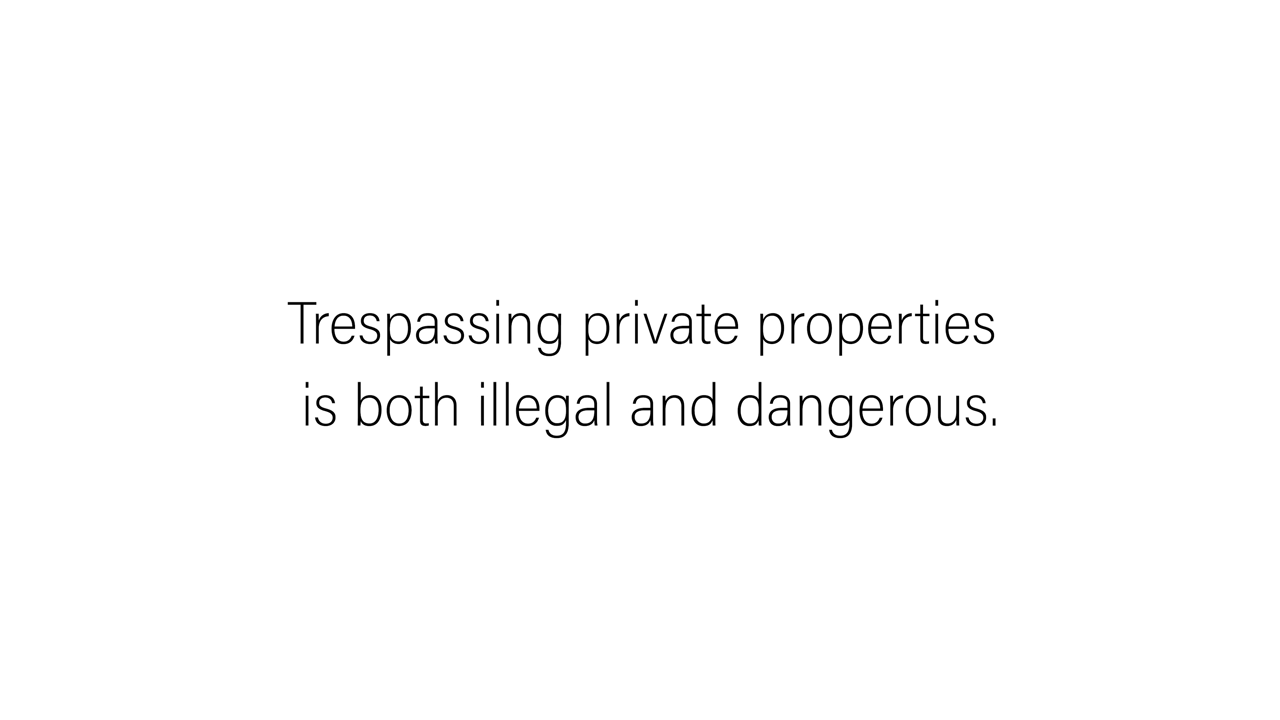 Trespassing private properties
is both illegal and dangerous.